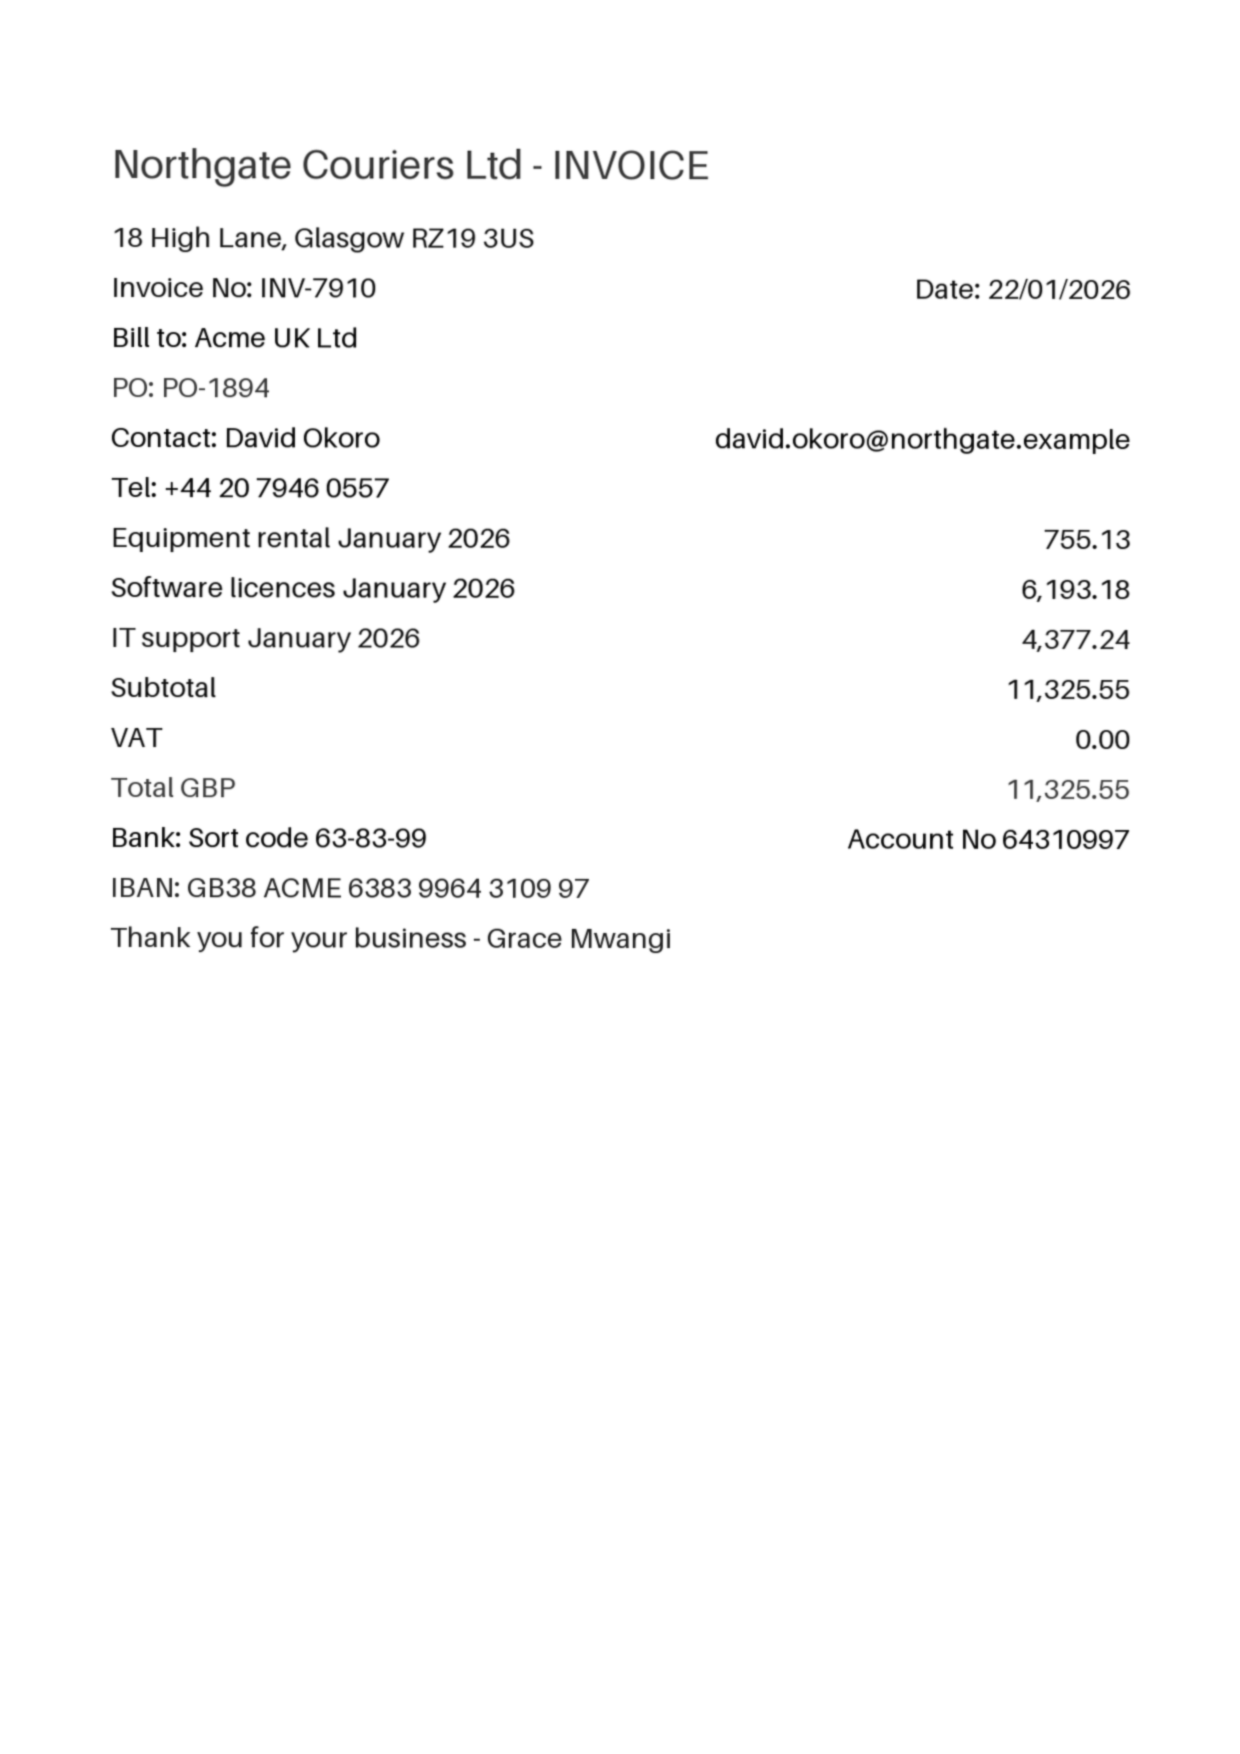 Northgate Couriers Ltd - INVOICE
18 High Lane, Glasgow RZ19 3US
Invoice No: INV-7910 Date: 22/01/2026
Bill to: Acme UK Ltd
PO: PO-1894
Contact: David Okoro david.okoro@northgate.example
Tel: +44 20 7946 0557
Equipment rental January 2026 755.13
Software licences January 2026 6,193.18
IT support January 2026 4,377.24
Subtotal 11,325.55
VAT 0.00
Total GBP 11,325.55
Bank: Sort code 63-83-99 Account No 64310997
IBAN: GB38 ACME 6383 9964 3109 97
Thank you for your business - Grace Mwangi